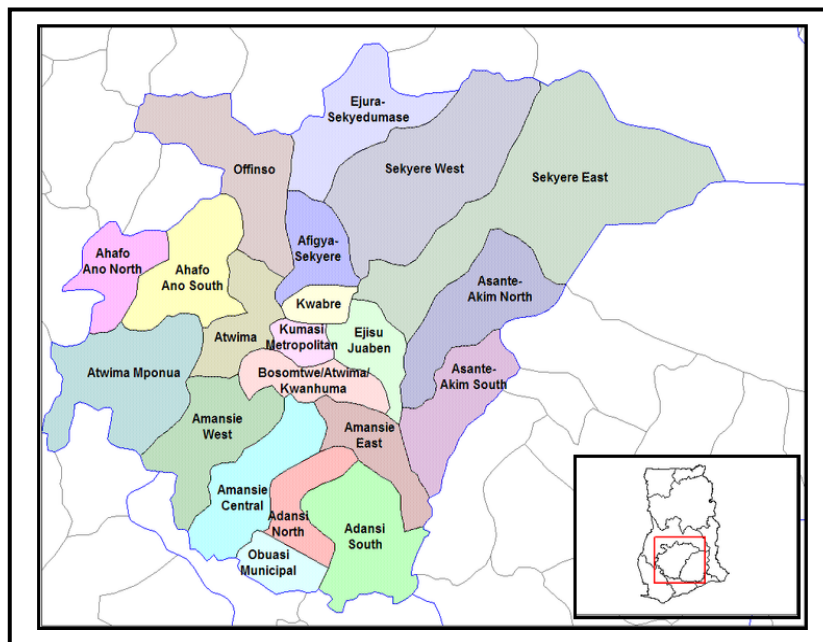 Ejura-
Sekyedumase
Offinso
Sekyere West
Sekyere East
Afigya-
Sekyere
Ahafo
Ano North
Ahafo
Ano South
Asante-
Akim North
Kwabre
Atwima
Kumasi
Metropolitan
Ejisu
Juaben
Atwima Mponua
Bosomtwe/Atwima/
Kwanhuma
Asante-
Akim South
Amansie
West
Amansie
East
Amansie
Central
Adansi
North
Adansi
South
Obuasi
Municipal